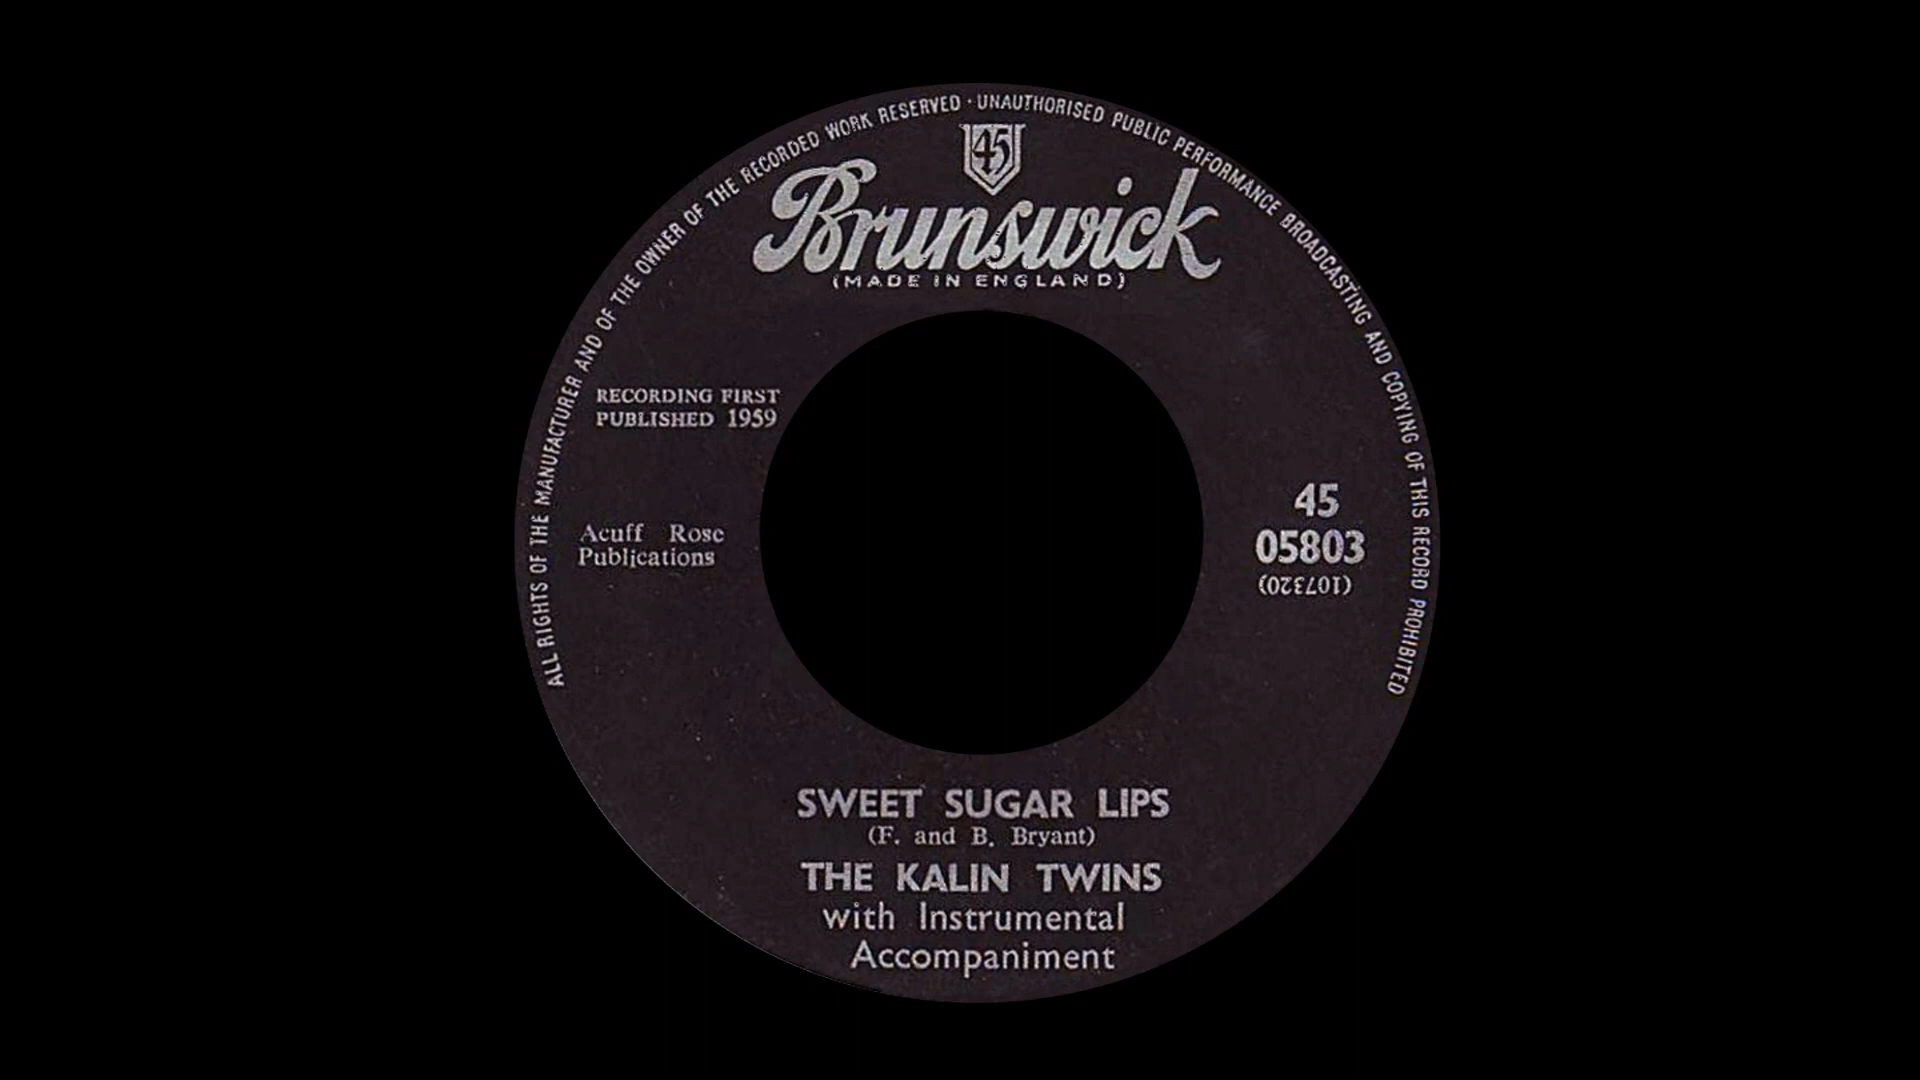 ALL RIGHTS OF THE MANUFACTURER AND OF THE OWNER OF THE RECORDED WORK RESERVED · UNAUTHORISED PUBLIC PERFORMANCE BROADCASTING AND COPYING OF THIS RECORD PROHIBITED
45
Brunswick
(MADE IN ENGLAND)
RECORDING FIRST
PUBLISHED 1959
Acuff Rose
Publications
45
05803
(107320)
SWEET SUGAR LIPS
(F. and B. Bryant)
THE KALIN TWINS
with Instrumental
Accompaniment